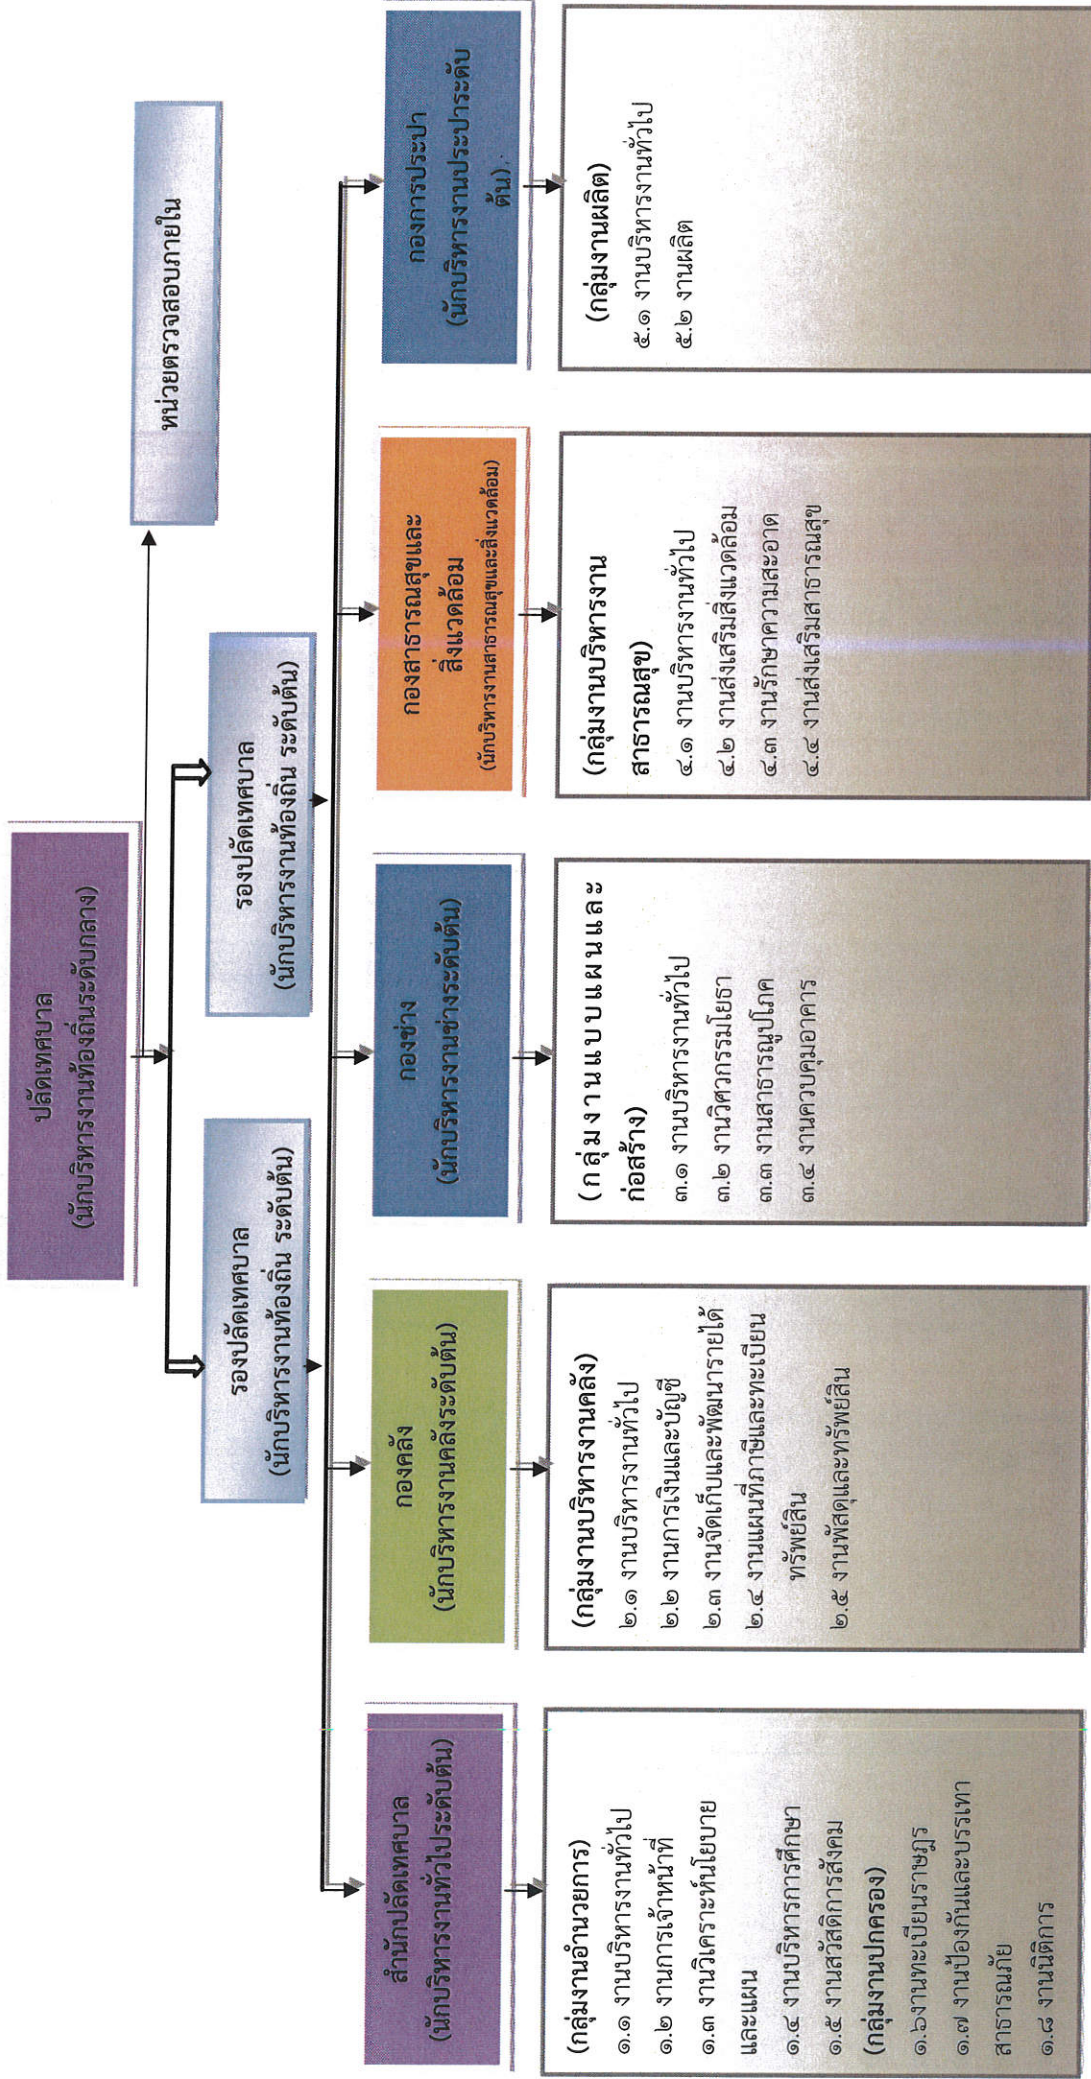 ปลัดเทศบาล
(นักบริหารงานท้องถิ่นระดับกลาง)
หน่วยตรวจสอบภายใน
รองปลัดเทศบาล
(นักบริหารงานท้องถิ่น ระดับต้น)
รองปลัดเทศบาล
(นักบริหารงานท้องถิ่น ระดับต้น)
สำนักปลัดเทศบาล
(นักบริหารงานทั่วไประดับต้น)
กองคลัง
(นักบริหารงานคลังระดับต้น)
กองช่าง
(นักบริหารงานช่างระดับต้น)
กองสาธารณสุขและ
สิ่งแวดล้อม
(นักบริหารงานสาธารณสุขและสิ่งแวดล้อม)
กองการประปา
(นักบริหารงานประปาระดับ
ต้น)
(กลุ่มงานอำนวยการ)
๑.๑ งานบริหารงานทั่วไป
๑.๒ งานการเจ้าหน้าที่
๑.๓ งานวิเคราะห์นโยบาย
และแผน
๑.๔ งานบริหารการศึกษา
๑.๕ งานสวัสดิการสังคม
(กลุ่มงานปกครอง)
๑.๖งานทะเบียนราษฎร
๑.๗ งานป้องกันและบรรเทา
สาธารณภัย
๑.๘ งานนิติการ
(กลุ่มงานบริหารงานคลัง)
๒.๑ งานบริหารงานทั่วไป
๒.๒ งานการเงินและบัญชี
๒.๓ งานจัดเก็บและพัฒนารายได้
๒.๔ งานแผนที่ภาษีและทะเบียน
ทรัพย์สิน
๒.๕ งานพัสดุและทรัพย์สิน
(กลุ่มงานแบบแผนและ
ก่อสร้าง)
๓.๑ งานบริหารงานทั่วไป
๓.๒ งานวิศวกรรมโยธา
๓.๓ งานสาธารณูปโภค
๓.๔ งานควบคุมอาคาร
(กลุ่มงานบริหารงาน
สาธารณสุข)
๔.๑ งานบริหารงานทั่วไป
๔.๒ งานส่งเสริมสิ่งแวดล้อม
๔.๓ งานรักษาความสะอาด
๔.๔ งานส่งเสริมสาธารณสุข
(กลุ่มงานผลิต)
๕.๑ งานบริหารงานทั่วไป
๕.๒ งานผลิต